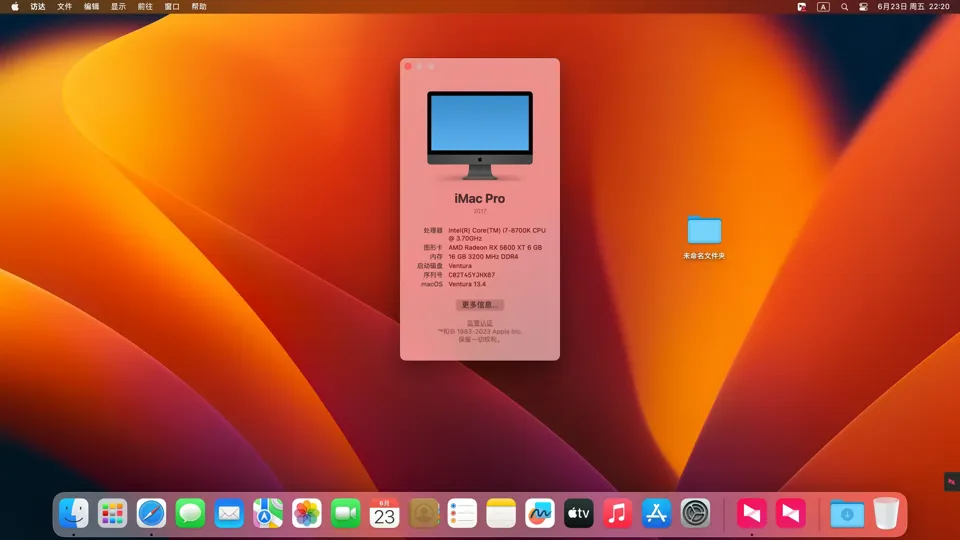 访达 文件 编辑 显示 前往 窗口 帮助
A
6月23日 周五 22:20
iMac Pro
2017
处理器 Intel(R) Core(TM) i7-8700K CPU
@ 3.70GHz
图形卡 AMD Radeon RX 5600 XT 6 GB
内存 16 GB 3200 MHz DDR4
启动磁盘 Ventura
序列号 C02T45YJHX87
macOS Ventura 13.4
更多信息...
监管认证
™和© 1983-2023 Apple Inc.
保留一切权利。
未命名文件夹
6月
23
tv